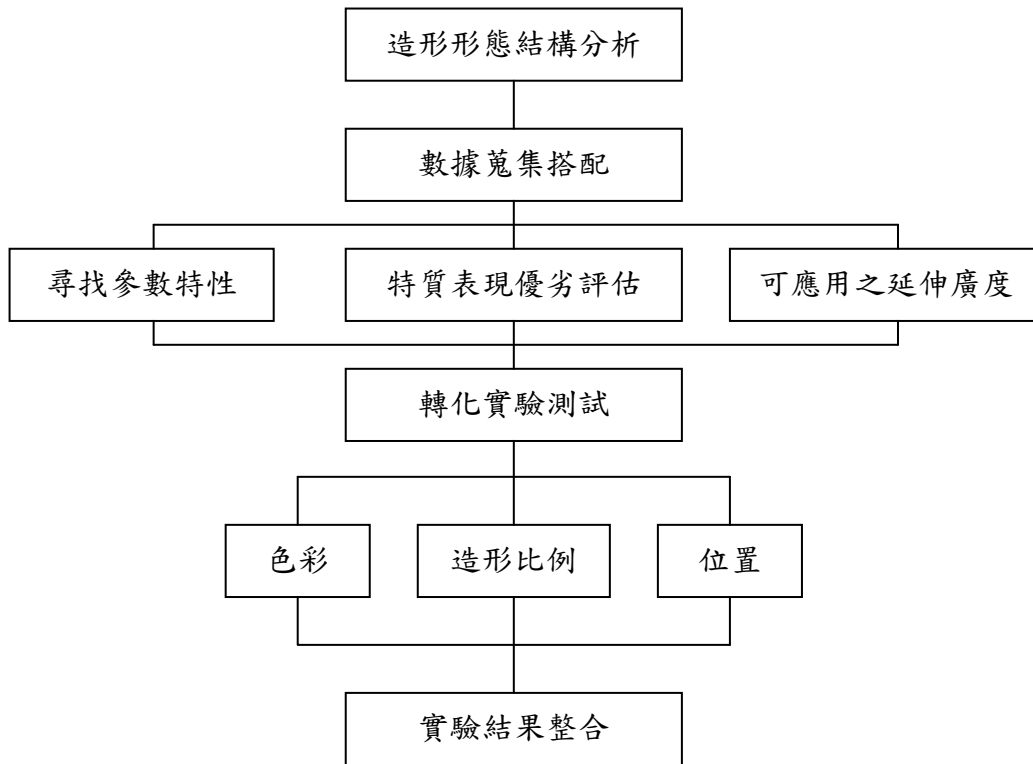 造形形態結構分析
數據蒐集搭配
尋找參數特性
特質表現優劣評估
可應用之延伸廣度
轉化實驗測試
色彩
造形比例
位置
實驗結果整合